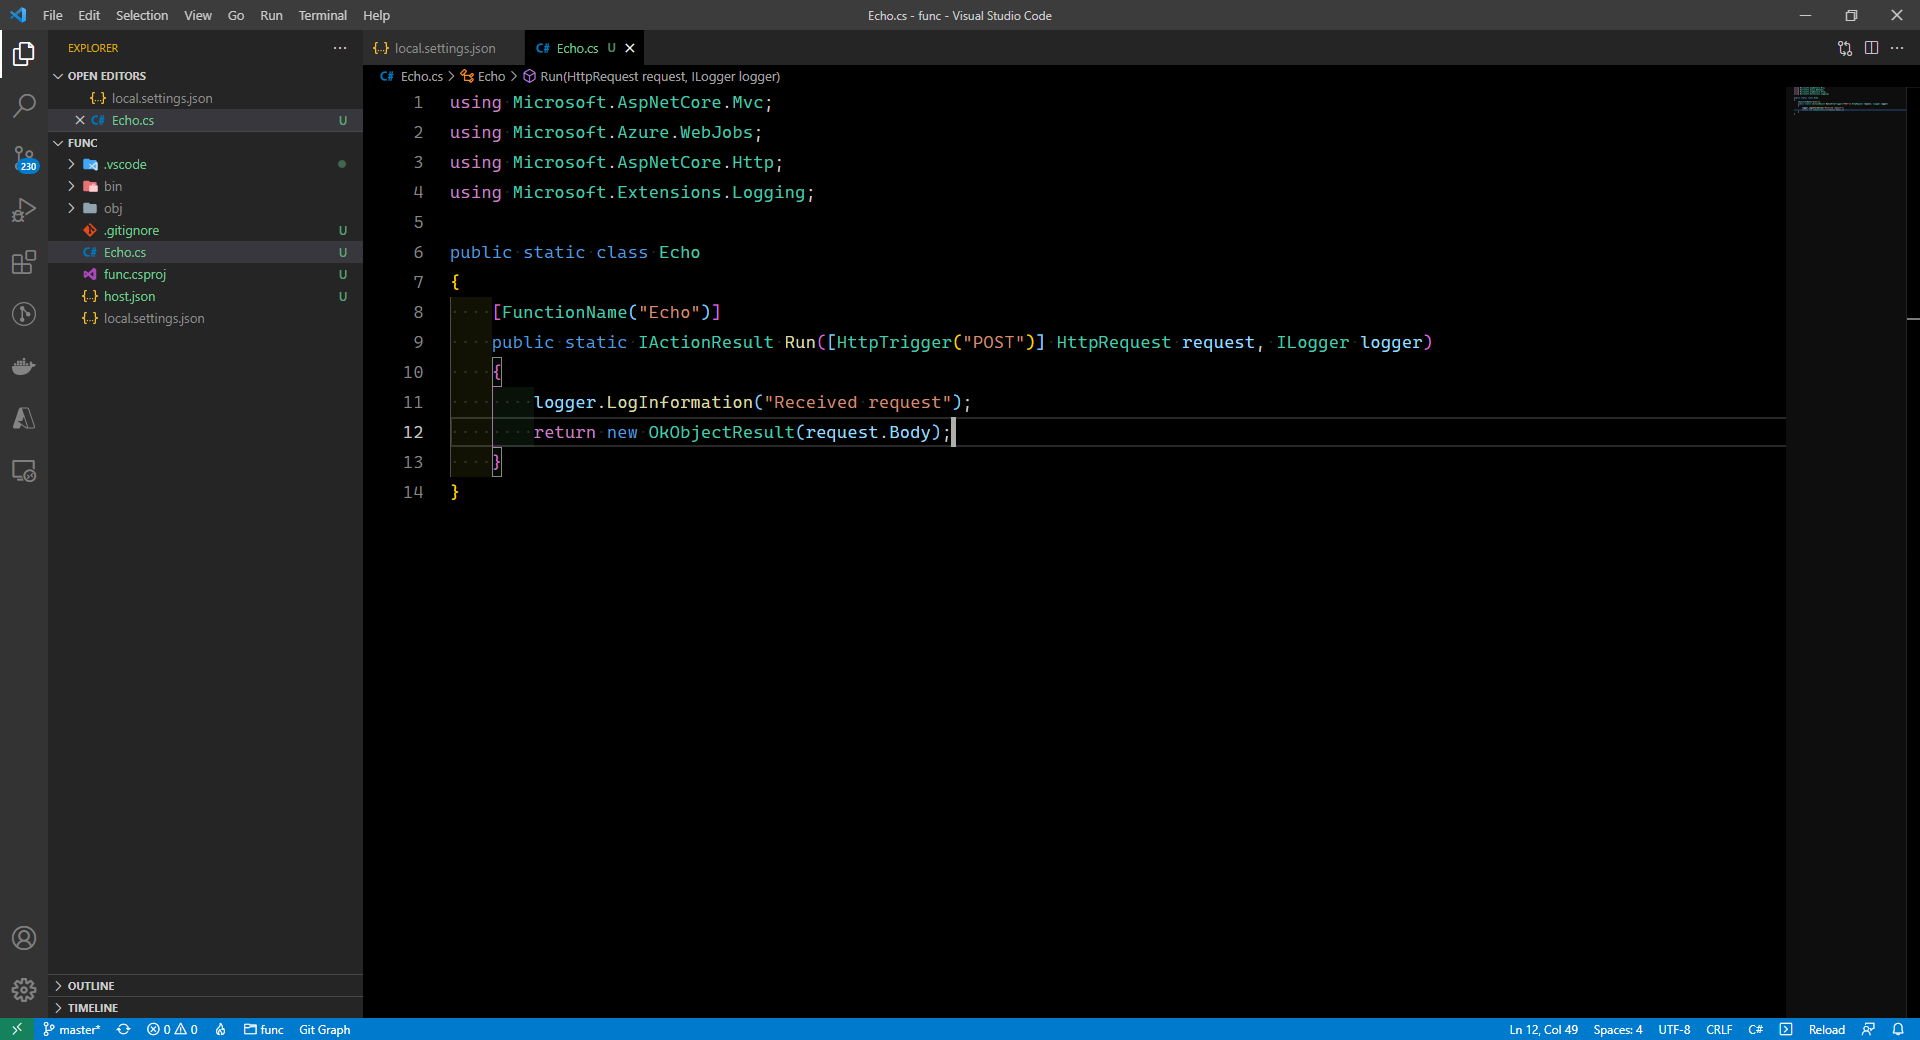 File Edit Selection View Go Run Terminal Help
Echo.cs - func - Visual Studio Code
EXPLORER
OPEN EDITORS
local.settings.json
Echo.cs U
FUNC
.vscode
bin
obj
.gitignore U
Echo.cs U
func.csproj U
host.json U
local.settings.json
OUTLINE
TIMELINE
230
local.settings.json
C# Echo.cs U
C# Echo.cs > Echo > Run(HttpRequest request, ILogger logger)
1 using Microsoft.AspNetCore.Mvc;
2 using Microsoft.Azure.WebJobs;
3 using Microsoft.AspNetCore.Http;
4 using Microsoft.Extensions.Logging;
5
6 public static class Echo
7 {
8 [FunctionName("Echo")]
9 public static IActionResult Run([HttpTrigger("POST")] HttpRequest request, ILogger logger)
10 {
11 logger.LogInformation("Received request");
12 return new OkObjectResult(request.Body);
13 }
14 }
master* 0 0 func Git Graph
Ln 12, Col 49 Spaces: 4 UTF-8 CRLF C# Reload